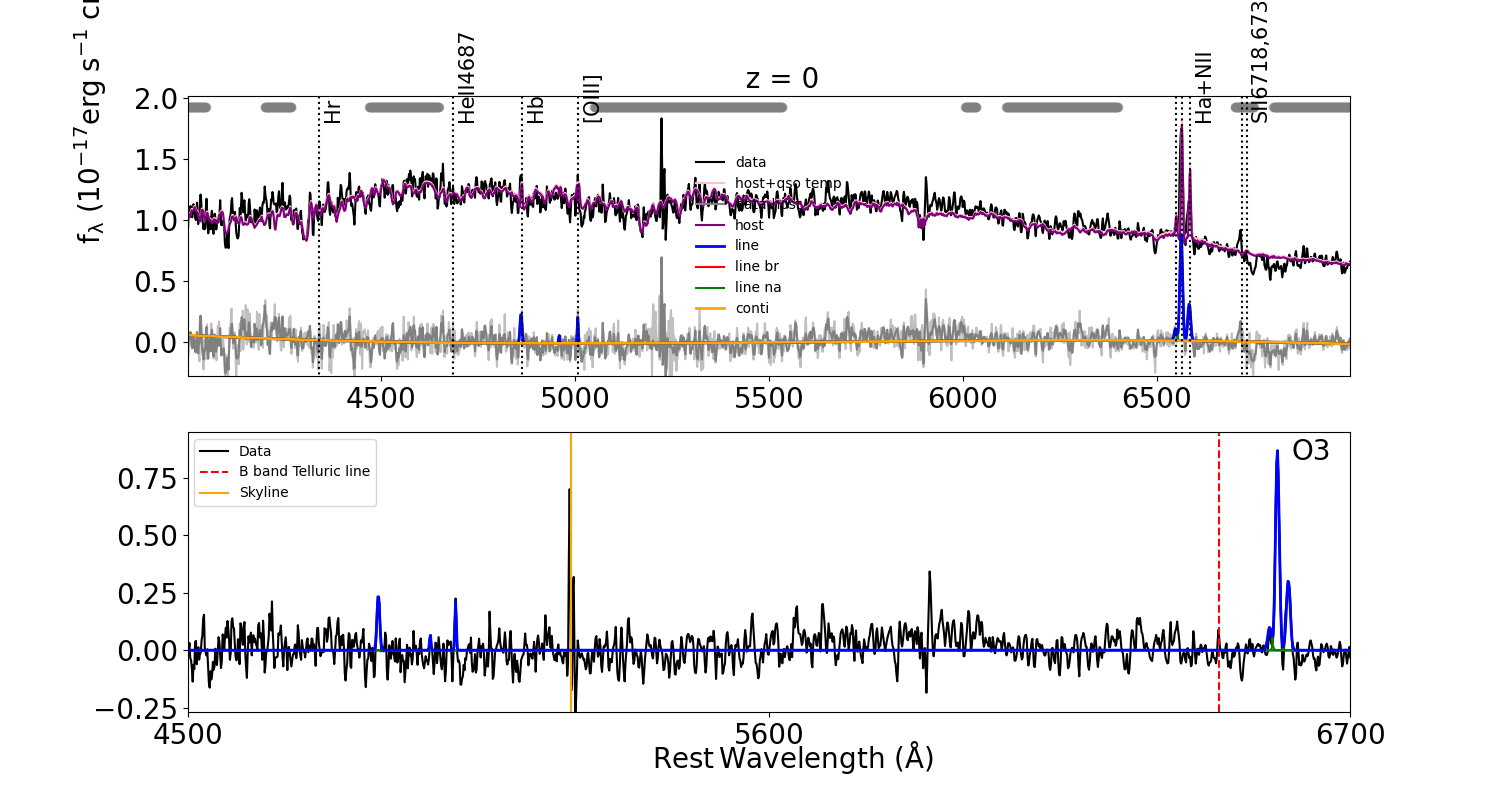 z = 0
f_λ (10^−17 erg s^−1
Hγ
HeII4687
Hb
[OIII]
Ha+NII
SII6718,673
2.0
1.5
1.0
0.5
0.0
data
host+qso temp
host
line
line br
line na
conti
4500 5000 5500 6000 6500
Data
B band Telluric line
Skyline
O3
0.75
0.50
0.25
0.00
−0.25
4500 5600 6700
Rest Wavelength (Å)